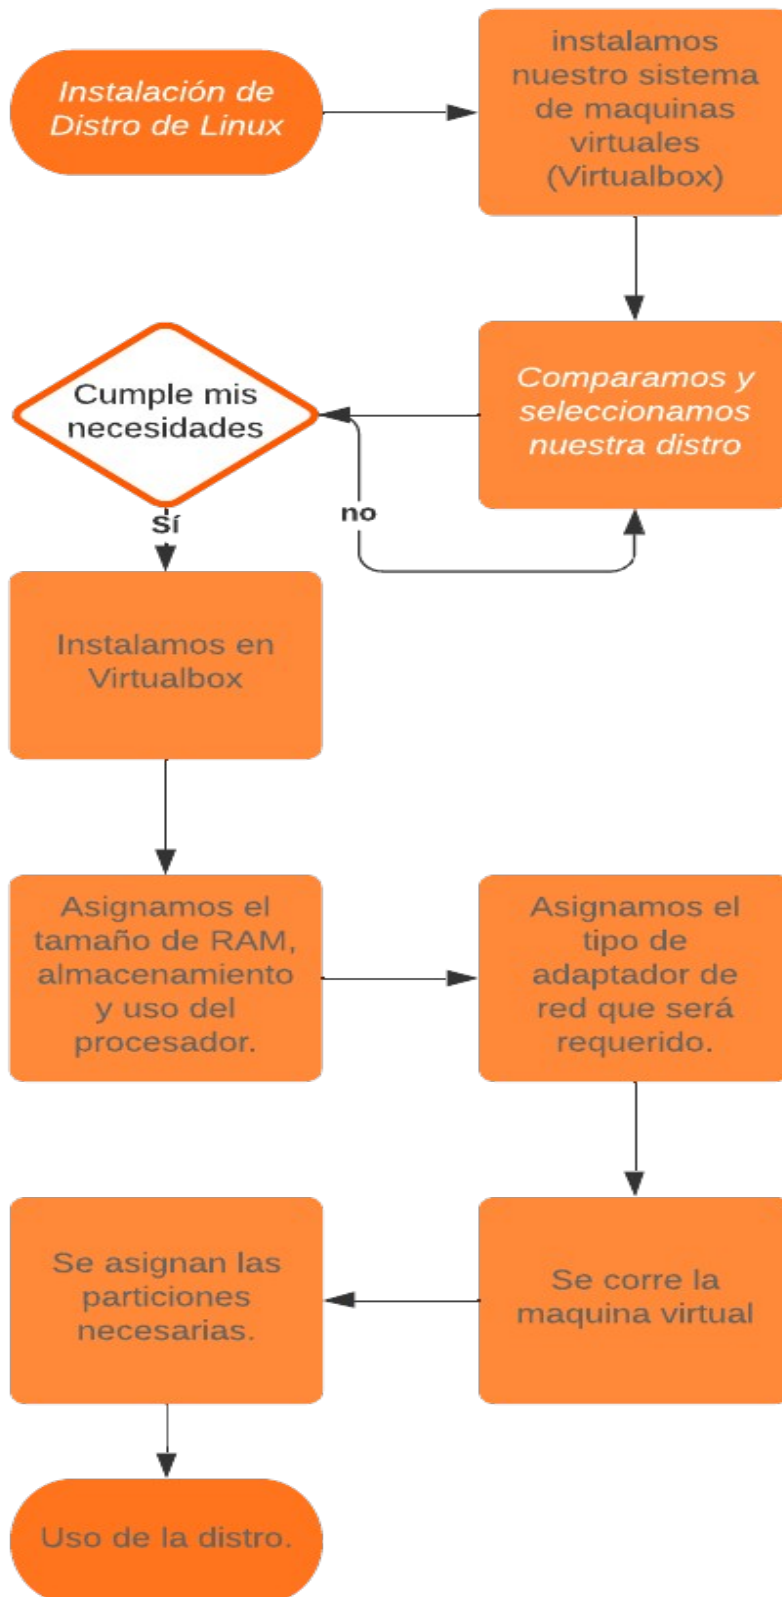 Instalación de
Distro de Linux
instalamos
nuestro sistema
de maquinas
virtuales
(Virtualbox)
Comparamos y
seleccionamos
nuestra distro
Cumple mis
necesidades
no
Sí
Instalamos en
Virtualbox
Asignamos el
tamaño de RAM,
almacenamiento
y uso del
procesador.
Asignamos el
tipo de
adaptador de
red que será
requerido.
Se corre la
maquina virtual
Se asignan las
particiones
necesarias.
Uso de la distro.